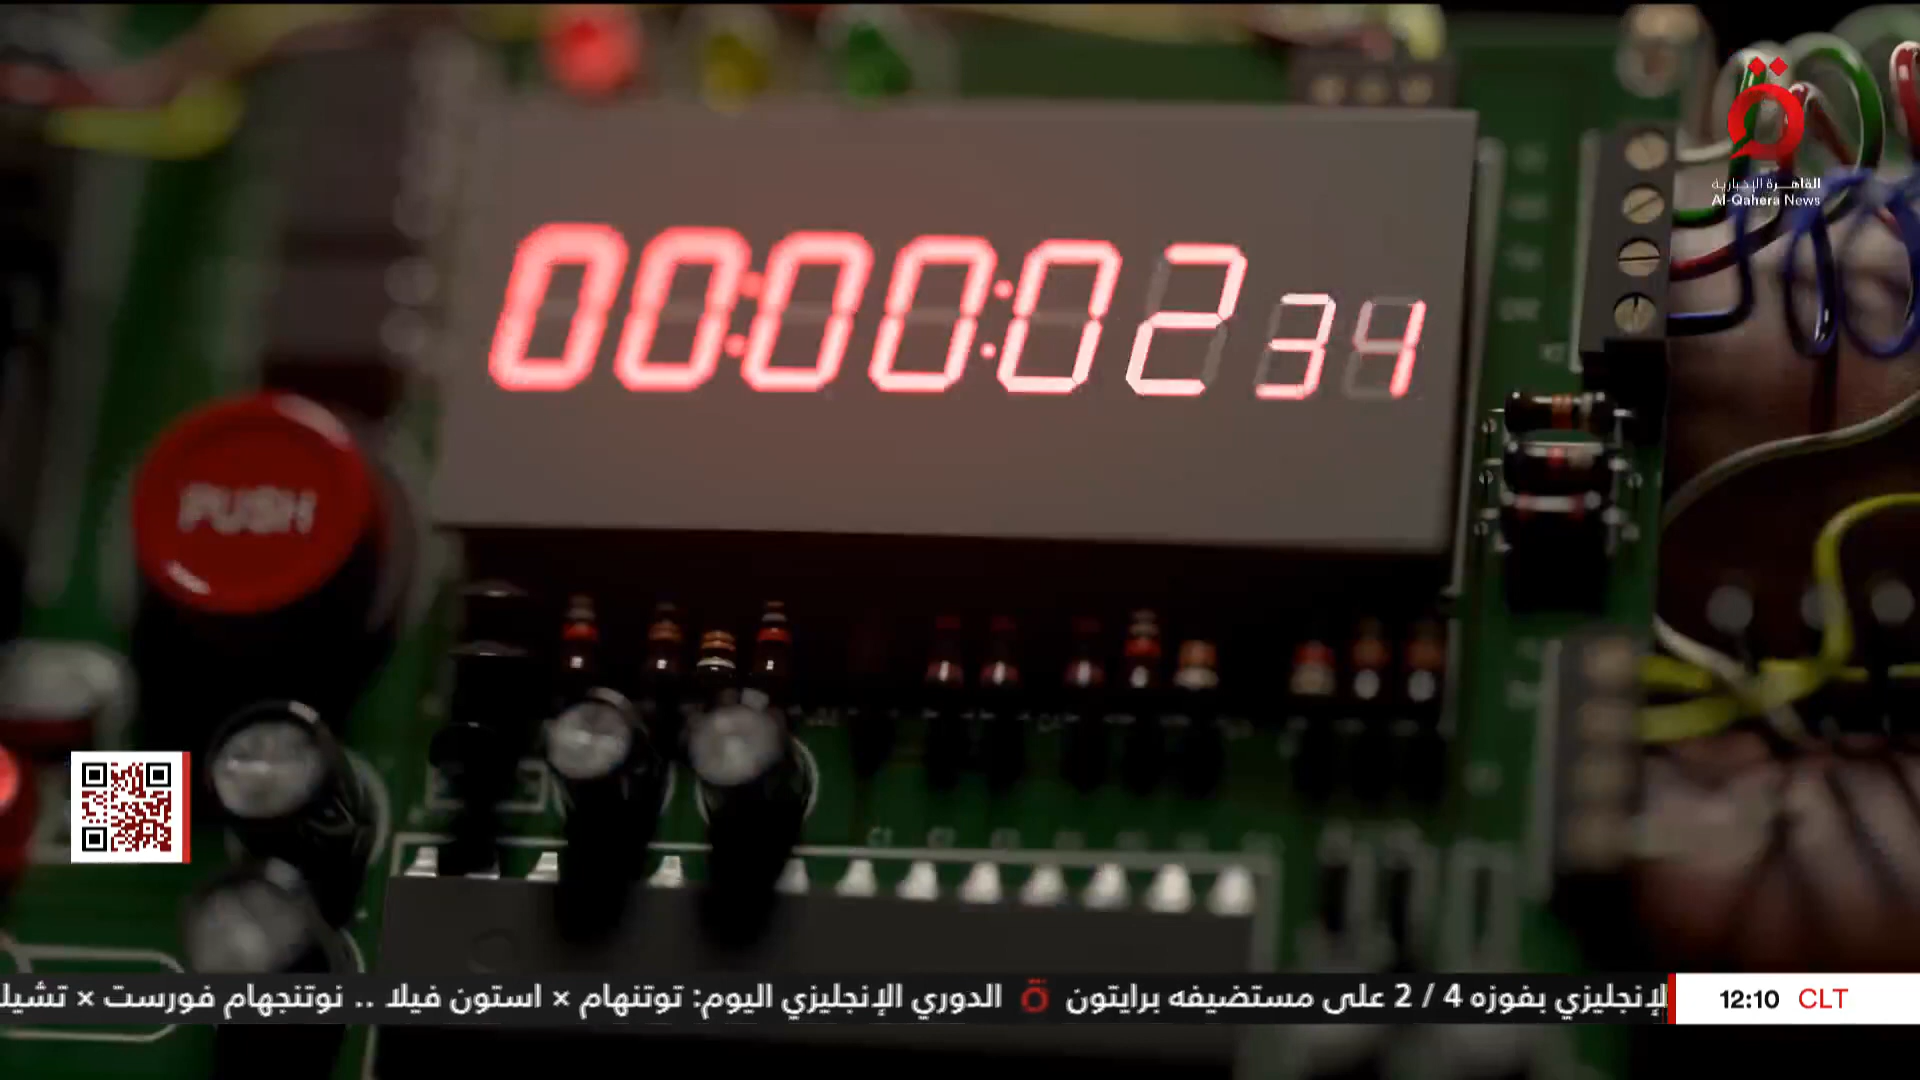 القاهرة الإخبارية
Al-Qahera News
00:00:02 34
PUSH
لإنجليزي بفوزه 4 / 2 على مستضيفه برايتون
الدوري الإنجليزي اليوم: توتنهام × استون فيلا .. نوتنجهام فورست × تشيل
12:10 CLT